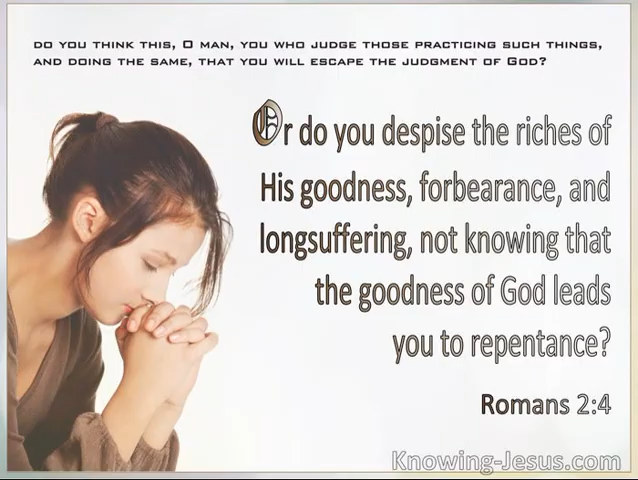 do you think this, O man, you who judge those practicing such things,
and doing the same, that you will escape the judgment of God?
Or do you despise the riches of
His goodness, forbearance, and
longsuffering, not knowing that
the goodness of God leads
you to repentance?
Romans 2:4
Knowing-Jesus.com